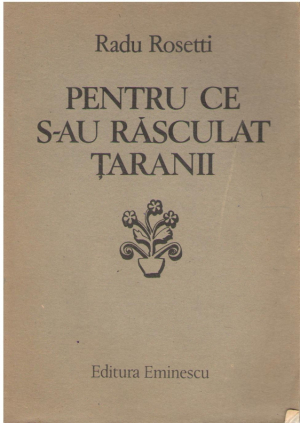 Radu Rosetti
PENTRU CE
S-AU RĂSCULAT
ȚARANII
Editura Eminescu